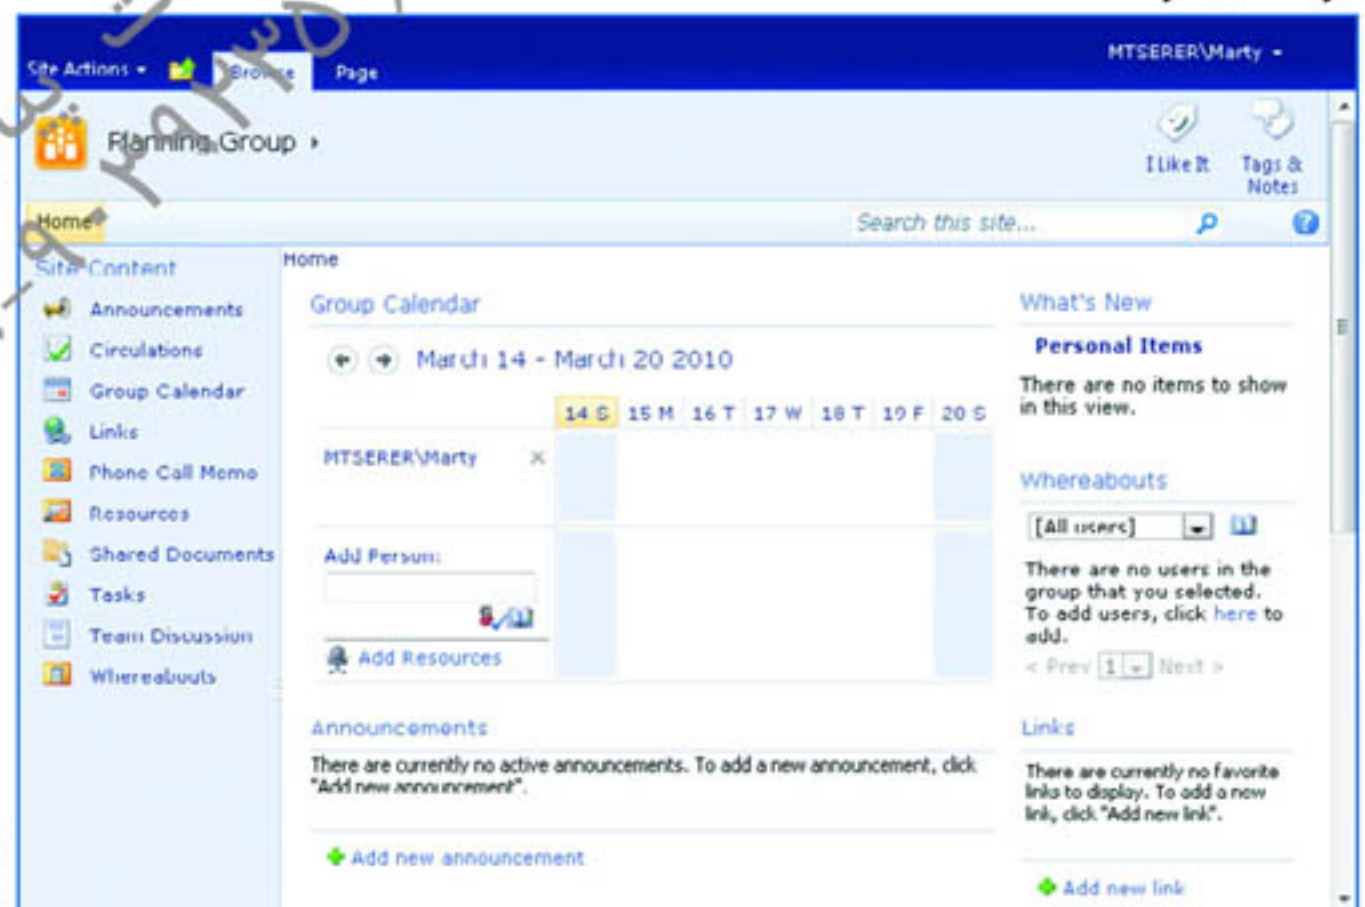 MTSERER\Marty
Site Actions
Browse
Page
Planning Group
I Like It
Tags &
Notes
Home
Search this site...
Site Content
Announcements
Circulations
Group Calendar
Links
Phone Call Memo
Resources
Shared Documents
Tasks
Team Discussion
Whereabouts
Home
Group Calendar
March 14 - March 20 2010
14 S 15 M 16 T 17 W 18 T 19 F 20 S
MTSERER\Marty
Add Person:
Add Resources
Announcements
There are currently no active announcements. To add a new announcement, click
"Add new announcement".
Add new announcement
What's New
Personal Items
There are no items to show
in this view.
Whereabouts
[All users]
There are no users in the
group that you selected.
To add users, click here to
add.
< Prev 1 Next >
Links
There are currently no favorite
links to display. To add a new
link, click "Add new link".
Add new link